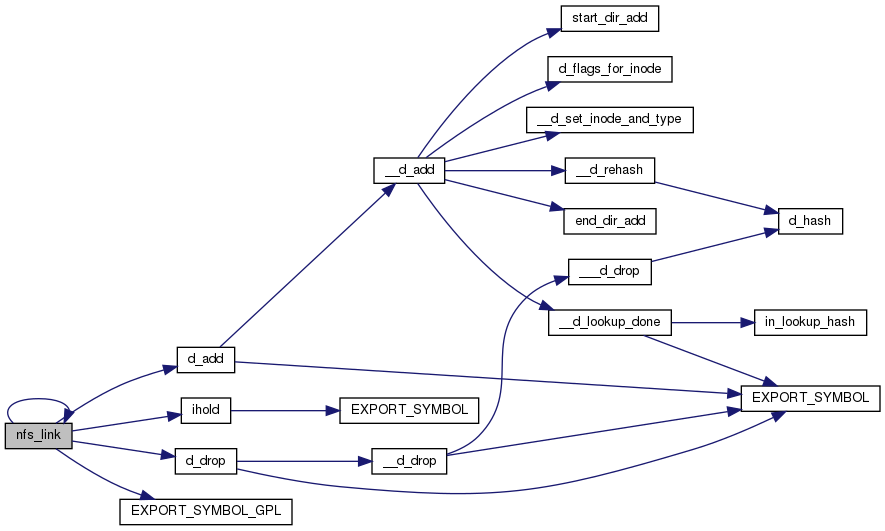 start_dir_add
d_flags_for_inode
__d_set_inode_and_type
__d_add
__d_rehash
end_dir_add
d_hash
___d_drop
__d_lookup_done
in_lookup_hash
d_add
EXPORT_SYMBOL
ihold
EXPORT_SYMBOL
nfs_link
d_drop
__d_drop
EXPORT_SYMBOL_GPL